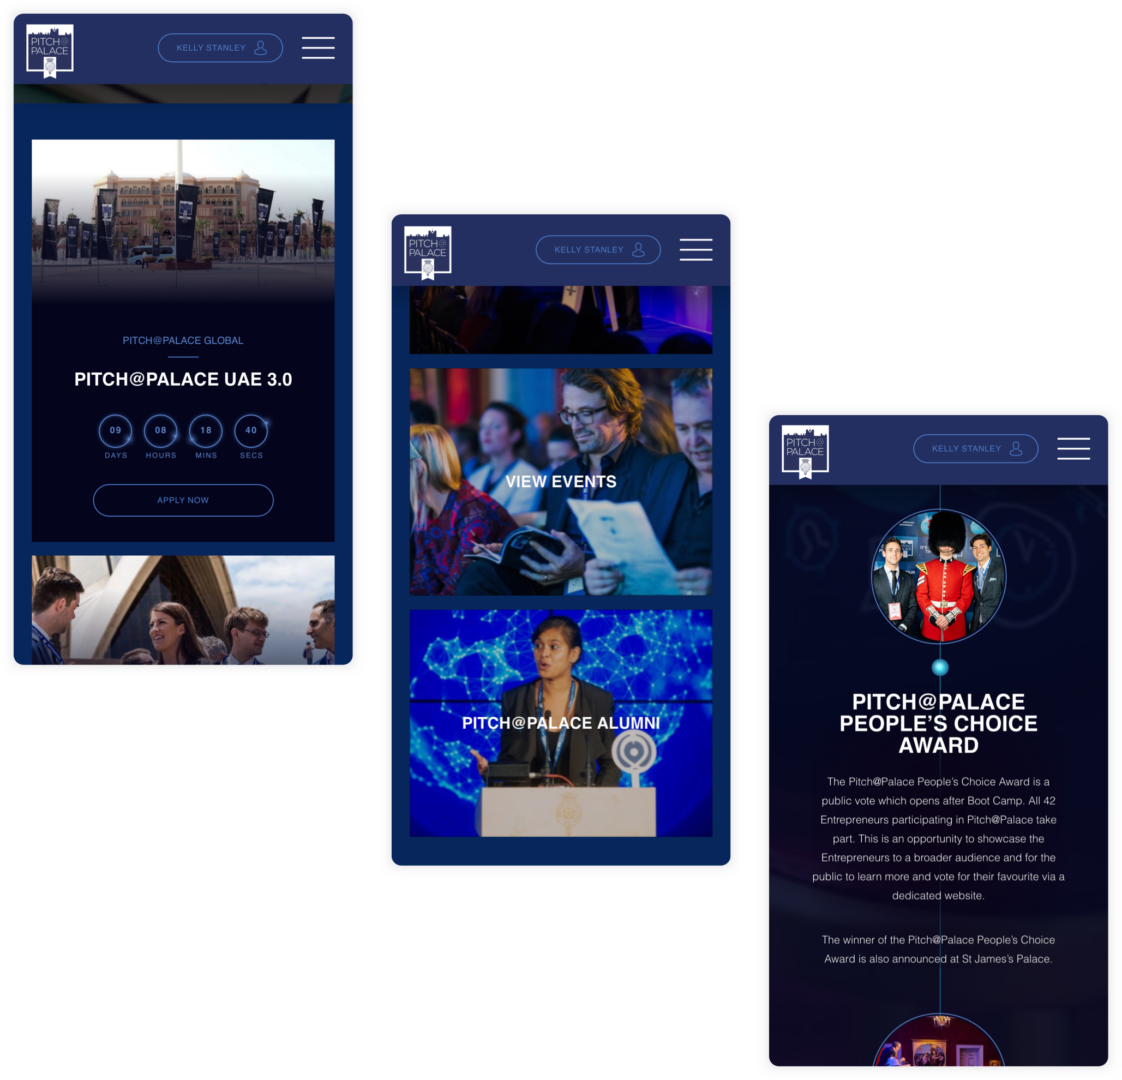 PITCH@
PALACE
KELLY STANLEY
PITCH@PALACE GLOBAL
PITCH@PALACE UAE 3.0
09
08
18
40
DAYS
HOURS
MINS
SECS
APPLY NOW
PITCH@
PALACE
KELLY STANLEY
VIEW EVENTS
PITCH@PALACE ALUMNI
PITCH@
PALACE
KELLY STANLEY
PITCH@PALACE
PEOPLE’S CHOICE
AWARD
The Pitch@Palace People’s Choice Award is a
public vote which opens after Boot Camp. All 42
Entrepreneurs participating in Pitch@Palace take
part. This is an opportunity to showcase the
Entrepreneurs to a broader audience and for the
public to learn more and vote for their favourite via a
dedicated website.
The winner of the Pitch@Palace People’s Choice
Award is also announced at St James’s Palace.